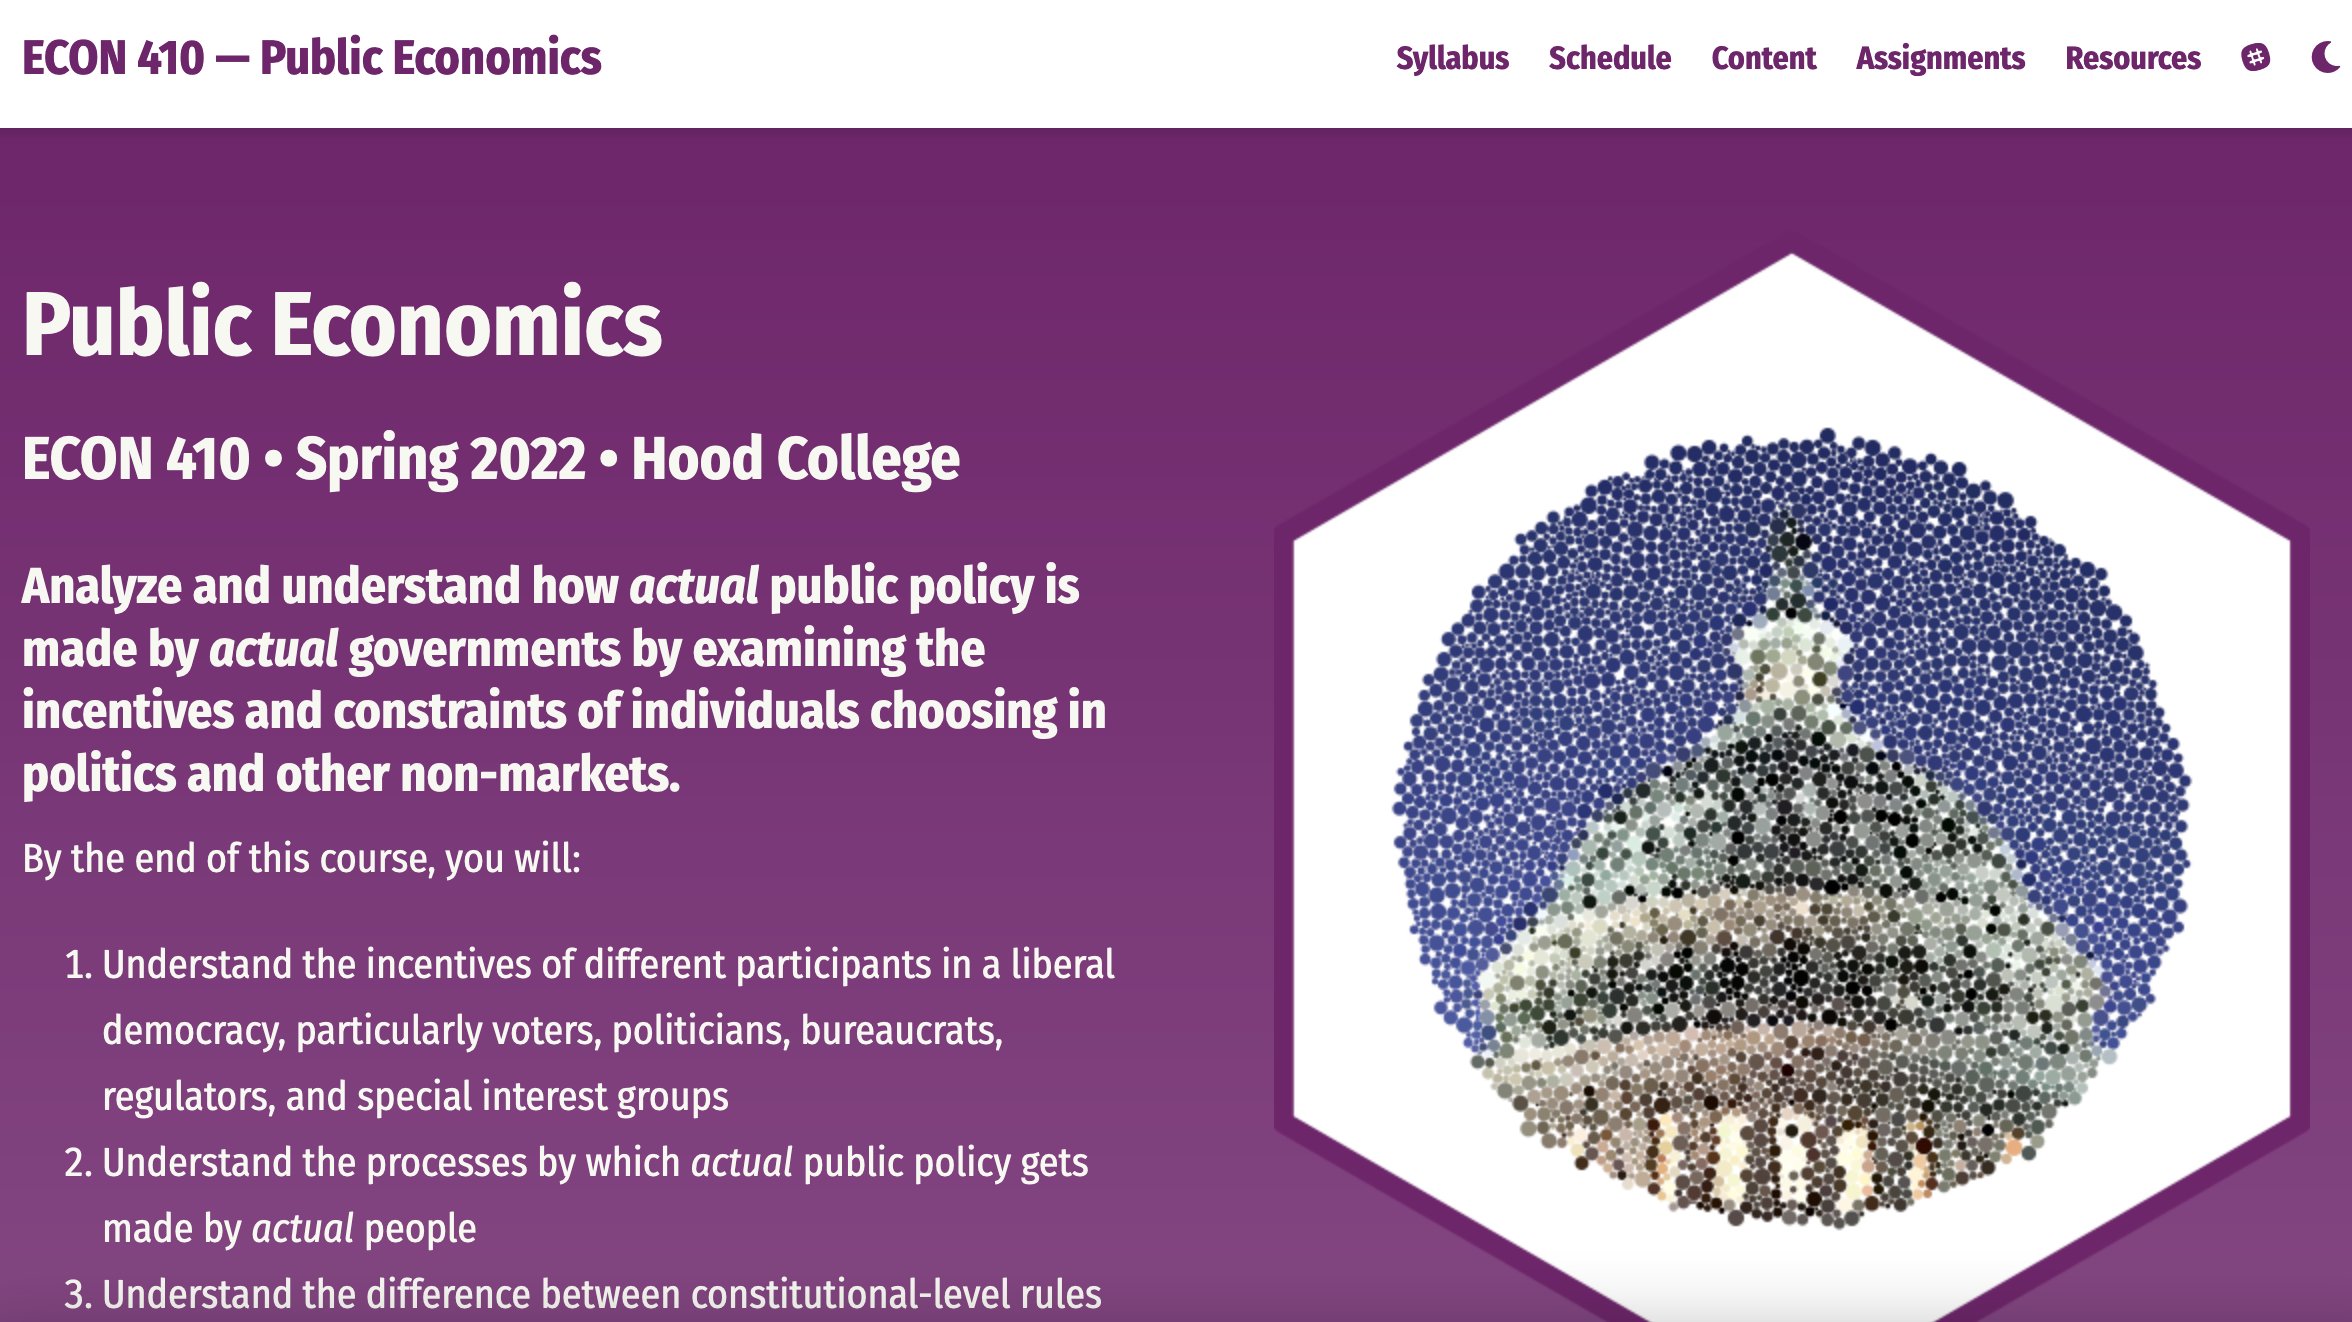 ECON 410 — Public Economics
Syllabus Schedule Content Assignments Resources
Public Economics
ECON 410 • Spring 2022 • Hood College
Analyze and understand how actual public policy is
made by actual governments by examining the
incentives and constraints of individuals choosing in
politics and other non-markets.
By the end of this course, you will:
1. Understand the incentives of different participants in a liberal
democracy, particularly voters, politicians, bureaucrats,
regulators, and special interest groups
2. Understand the processes by which actual public policy gets
made by actual people
3. Understand the difference between constitutional-level rules